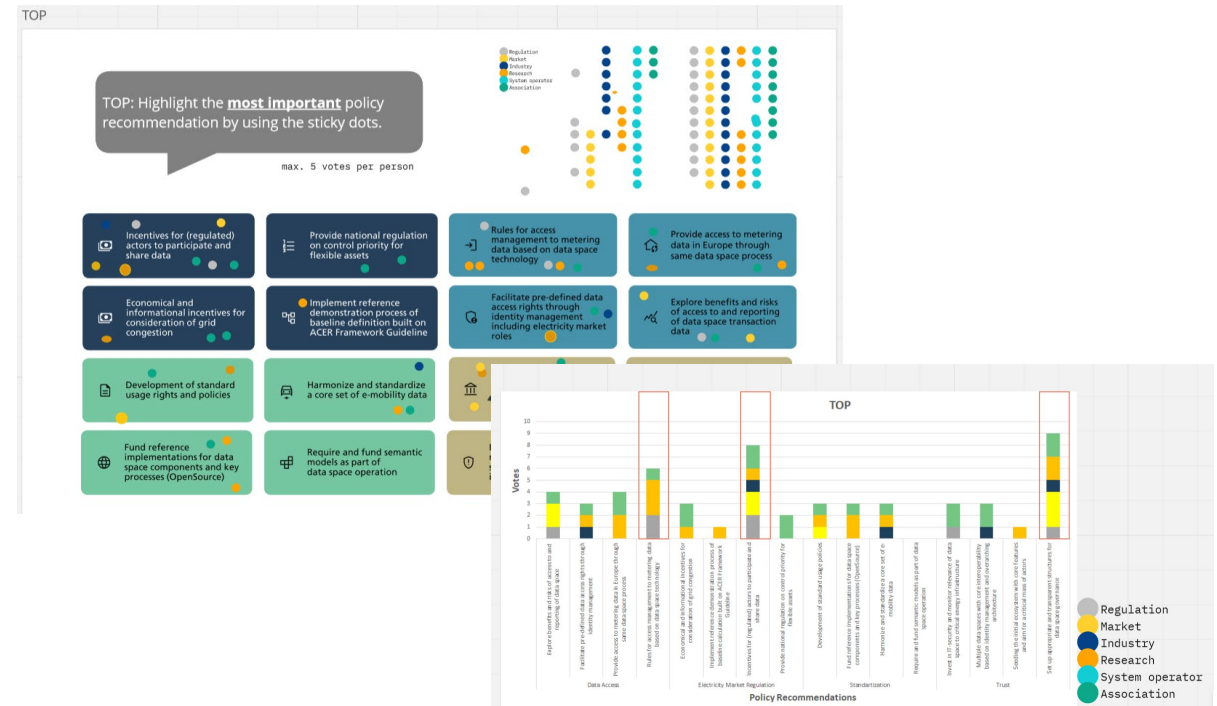 TOP
Regulation
Market
Industry
Research
System operator
Association
TOP: Highlight the most important policy
recommendation by using the sticky dots.
max. 5 votes per person
Incentives for (regulated)
actors to participate and
share data
Provide national regulation
on control priority for
flexible assets
Rules for access
management to metering
data based on data space
technology
Provide access to metering
data in Europe through
same data space process
Economical and
informational incentives for
consideration of grid
congestion
Implement reference
demonstration process of
baseline definition built on
ACER Framework Guideline
Facilitate pre-defined data
access rights through
identity management
including electricity market
roles
Explore benefits and risks
of access to and reporting
of data space transaction
data
Development of standard
usage rights and policies
Harmonize and standardize
a core set of e-mobility data
Fund reference
implementations for data
space components and key
processes (OpenSource)
Require and fund semantic
models as part of
data space operation
TOP
Votes
10
9
8
7
6
5
4
3
2
1
0
Explore benefits and risks of access to and
reporting of data space
Facilitate pre-defined data access rights through
identity management
Provide access to metering data in Europe through
same data space process
Rules for access management to metering data
based on data space technology
Economical and informational incentives for
consideration of grid congestion
Implement reference demonstration process of
baseline calculation built on ACER Framework
Guideline
Incentives for (regulated) actors to participate and
share data
Provide national regulation on control priority for
flexible assets
Development of standard usage policies
Fund reference implementations for data space
components and key processes (OpenSource)
Harmonize and standardize a core set of e-
mobility data
Require and fund semantic models as part of data
space operation
Invest in IT-security and monitor relevance of data
space to critical energy infrastructure
Multiple data spaces with core interoperability
based on identity management and overarching
architecture
Seeding the initial ecosystem with core features
and aim for a critical mass of actors
Set up appropriate and transparent structures for
data space governance
Data Access
Electricity Market Regulation
Standartization
Trust
Policy Recommendations
Regulation
Market
Industry
Research
System operator
Association